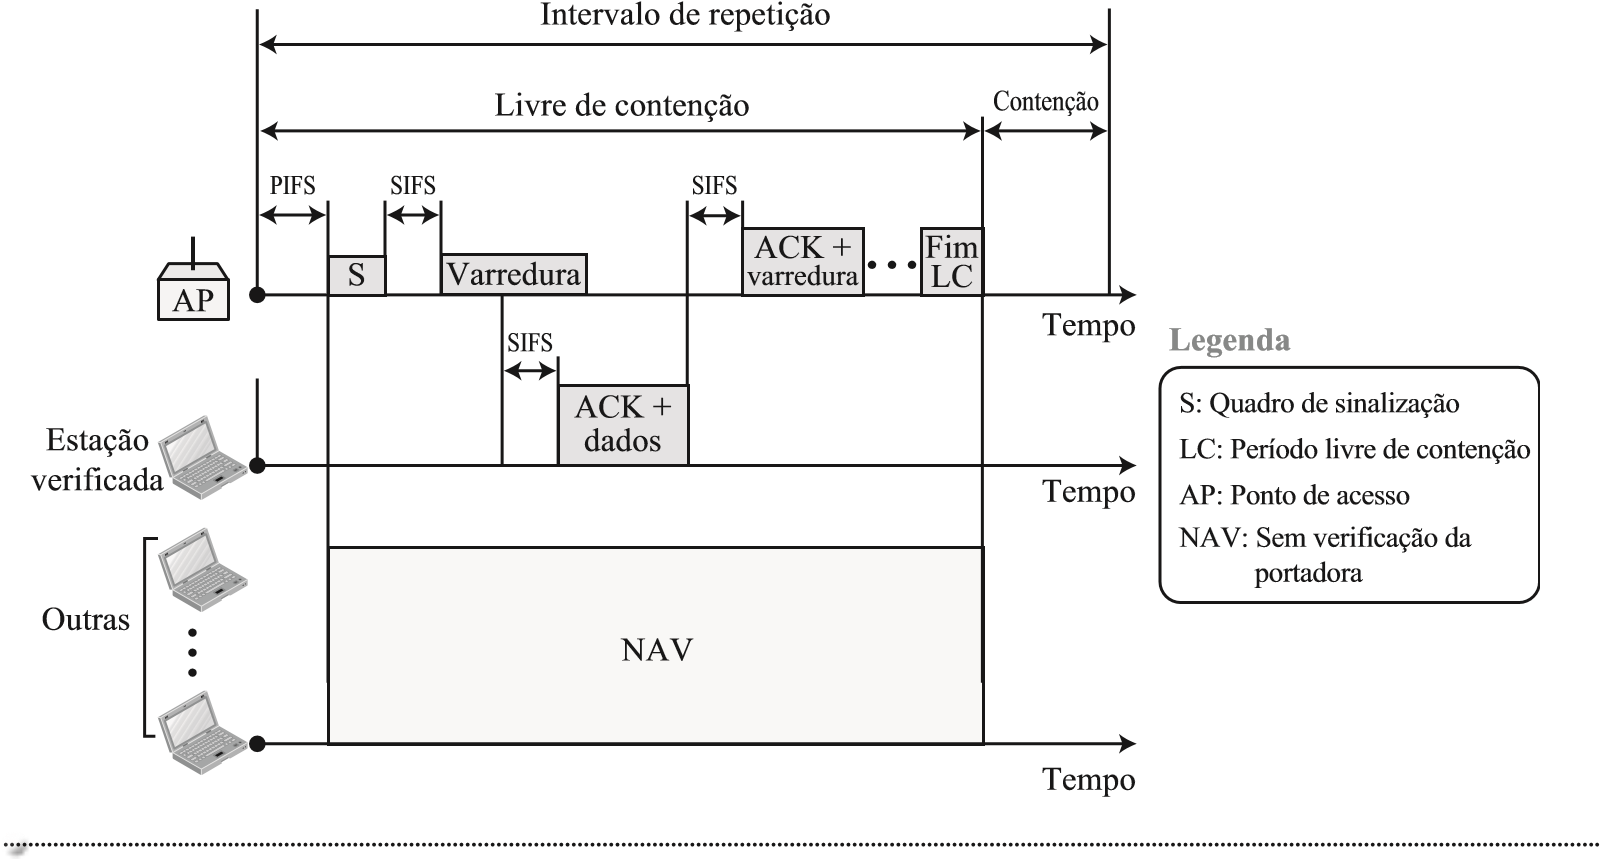 Intervalo de repetição
Livre de contenção
Contenção
PIFS
SIFS
SIFS
S
Varredura
ACK +
varredura
Fim
LC
AP
Tempo
SIFS
ACK +
dados
Estação
verificada
Tempo
Outras
NAV
Tempo
Legenda
S: Quadro de sinalização
LC: Período livre de contenção
AP: Ponto de acesso
NAV: Sem verificação da
portadora